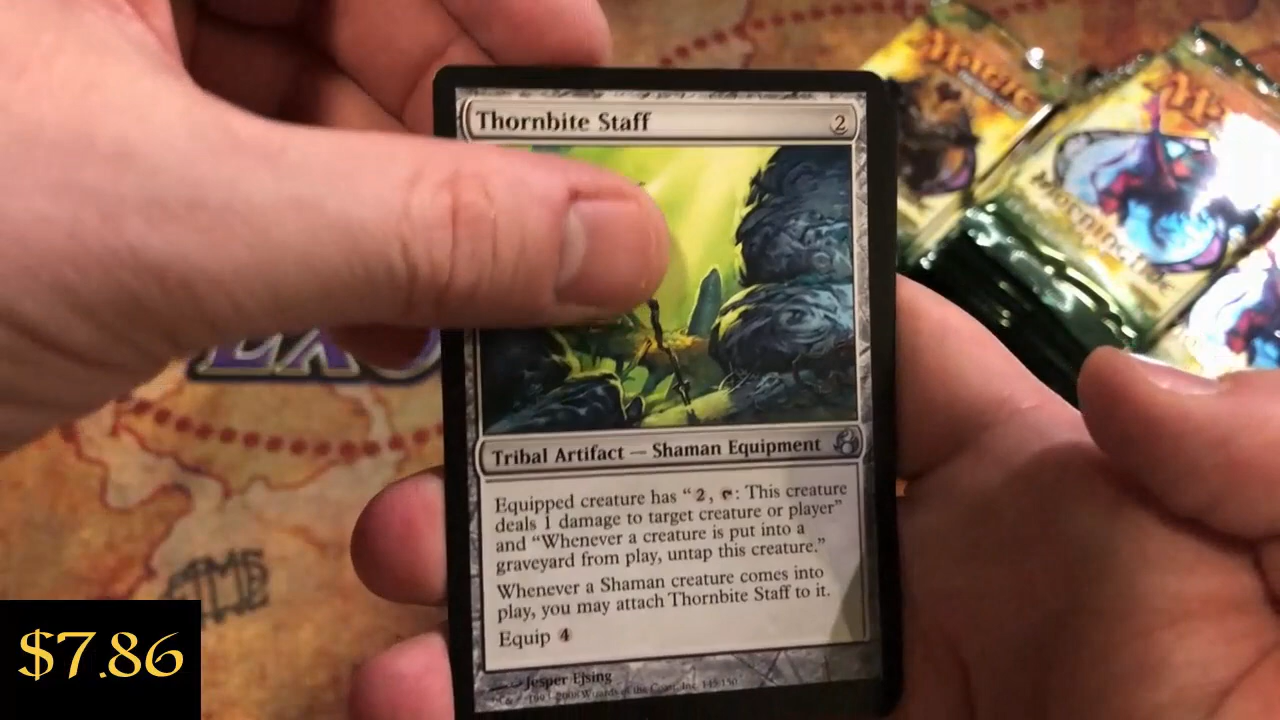 Thornbite Staff 2
Tribal Artifact — Shaman Equipment
Equipped creature has “2, T: This creature
deals 1 damage to target creature or player”
and “Whenever a creature is put into a
graveyard from play, untap this creature.”
Whenever a Shaman creature comes into
play, you may attach Thornbite Staff to it.
Equip 4
Jesper Ejsing
Magic
Morningtide
$7.86